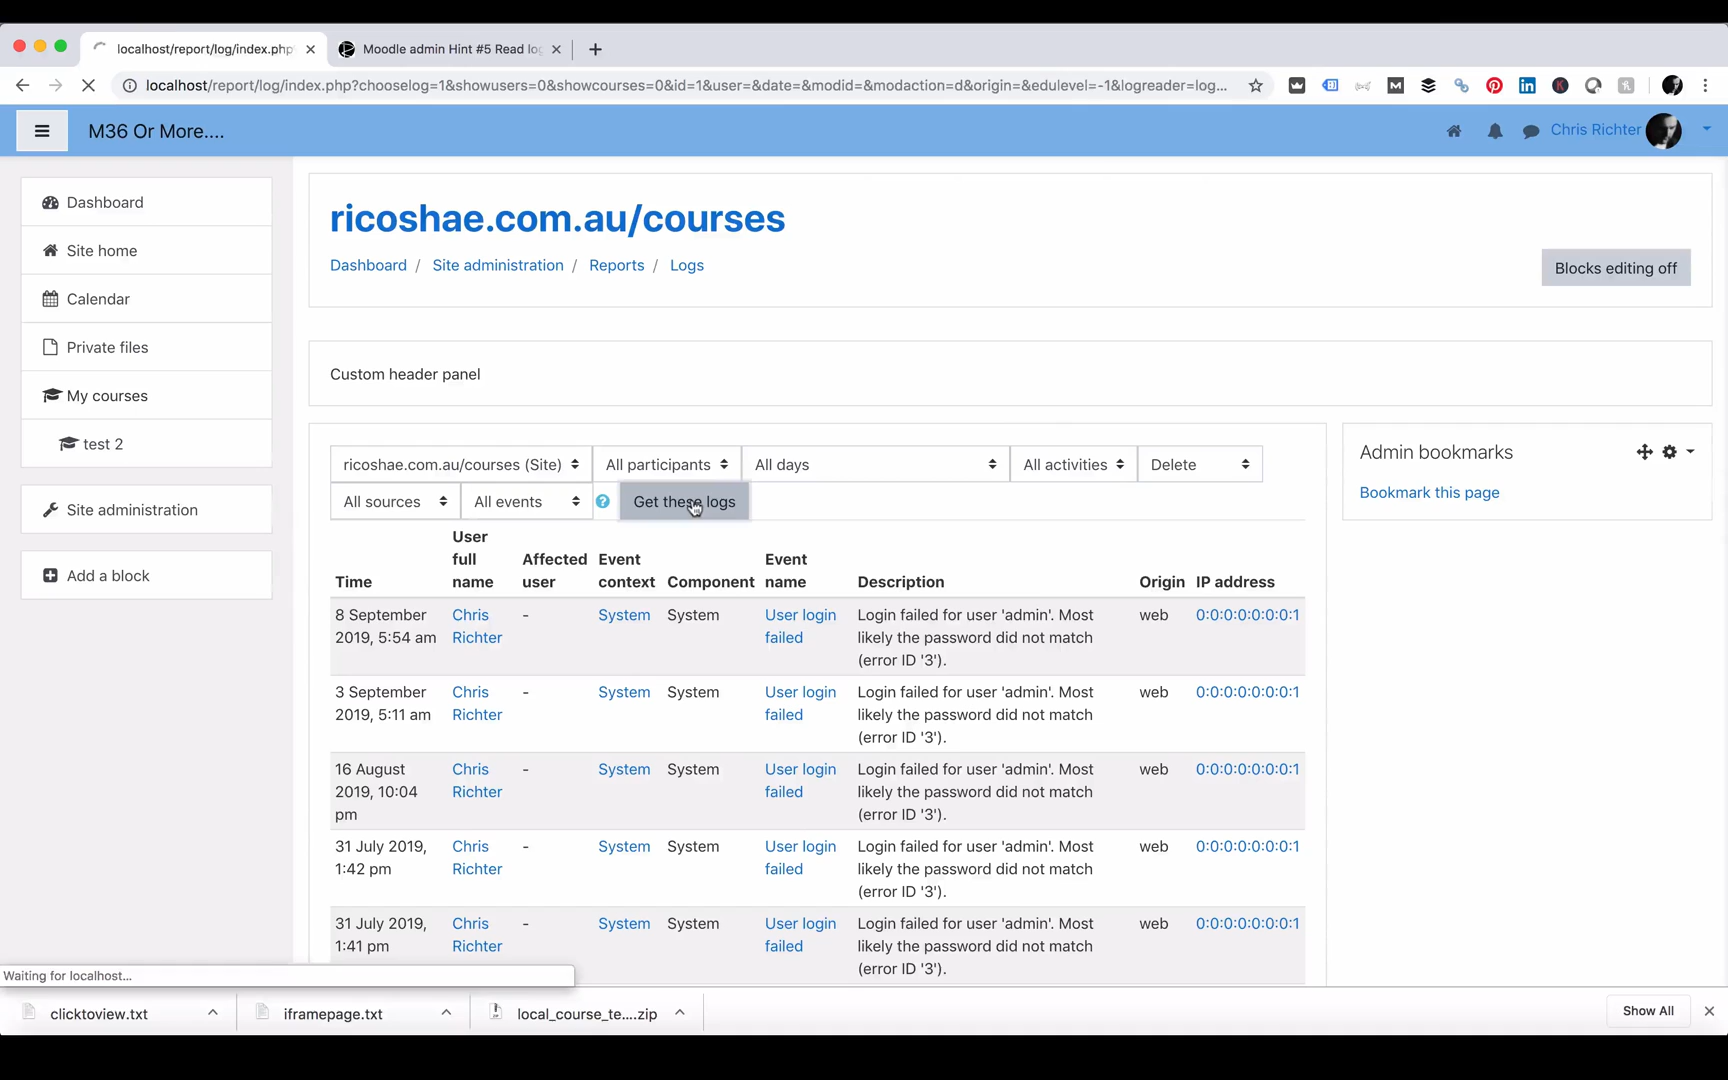 localhost/report/log/index.php
Moodle admin Hint #5 Read lo
localhost/report/log/index.php?chooselog=1&showusers=0&showcourses=0&id=1&user=&date=&modid=&modaction=d&origin=&edulevel=-1&logreader=log...
M36 Or More....
Chris Richter
Dashboard
Site home
Calendar
Private files
My courses
test 2
Site administration
Add a block
ricoshae.com.au/courses
Dashboard / Site administration / Reports / Logs
Blocks editing off
Custom header panel
ricoshae.com.au/courses (Site) All participants All days All activities Delete
All sources All events ? Get these logs
Admin bookmarks
Bookmark this page
Time User full name Affected user Event context Component Event name Description Origin IP address
8 September 2019, 5:54 am Chris Richter - System System User login failed Login failed for user 'admin'. Most likely the password did not match (error ID '3'). web 0:0:0:0:0:0:0:1
3 September 2019, 5:11 am Chris Richter - System System User login failed Login failed for user 'admin'. Most likely the password did not match (error ID '3'). web 0:0:0:0:0:0:0:1
16 August 2019, 10:04 pm Chris Richter - System System User login failed Login failed for user 'admin'. Most likely the password did not match (error ID '3'). web 0:0:0:0:0:0:0:1
31 July 2019, 1:42 pm Chris Richter - System System User login failed Login failed for user 'admin'. Most likely the password did not match (error ID '3'). web 0:0:0:0:0:0:0:1
31 July 2019, 1:41 pm Chris Richter - System System User login failed Login failed for user 'admin'. Most likely the password did not match (error ID '3'). web 0:0:0:0:0:0:0:1
Waiting for localhost...
clicktoview.txt
iframepage.txt
local_course_te....zip
Show All